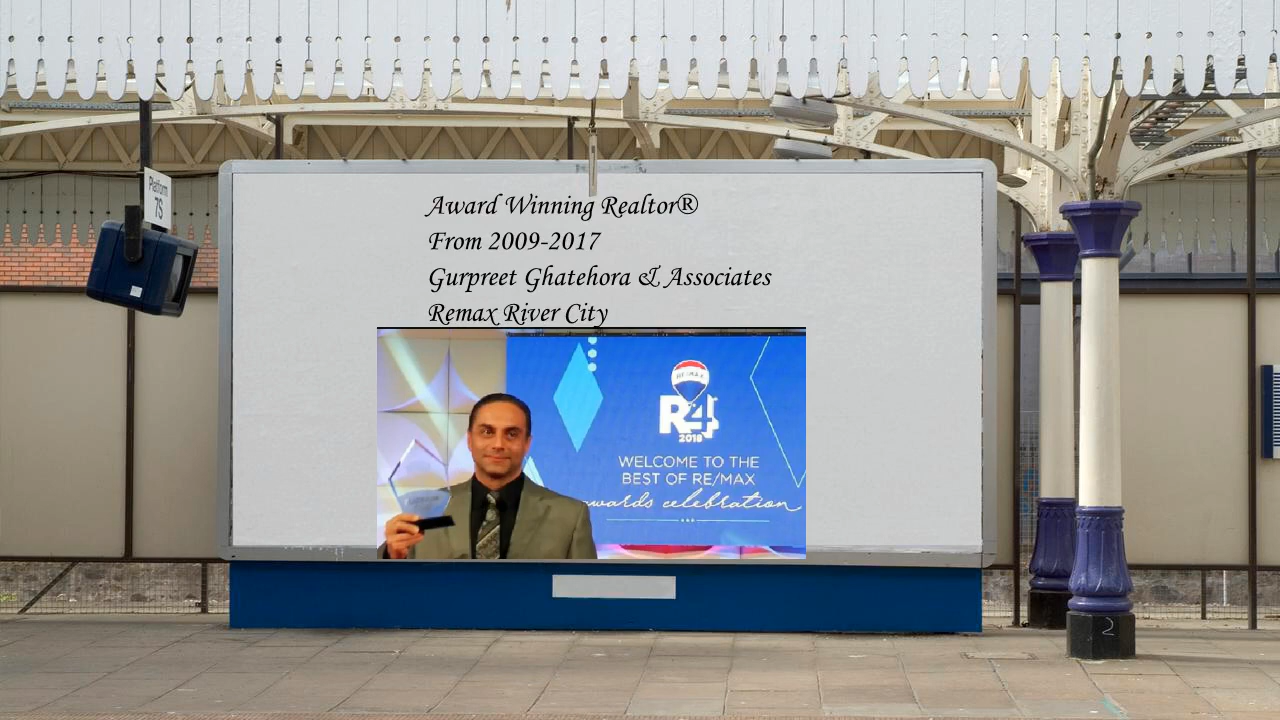 Platform
7S
Award Winning Realtor®
From 2009-2017
Gurpreet Ghatehora & Associates
Remax River City
RE/MAX
R4
2018
WELCOME TO THE
BEST OF RE/MAX
awards celebration
2